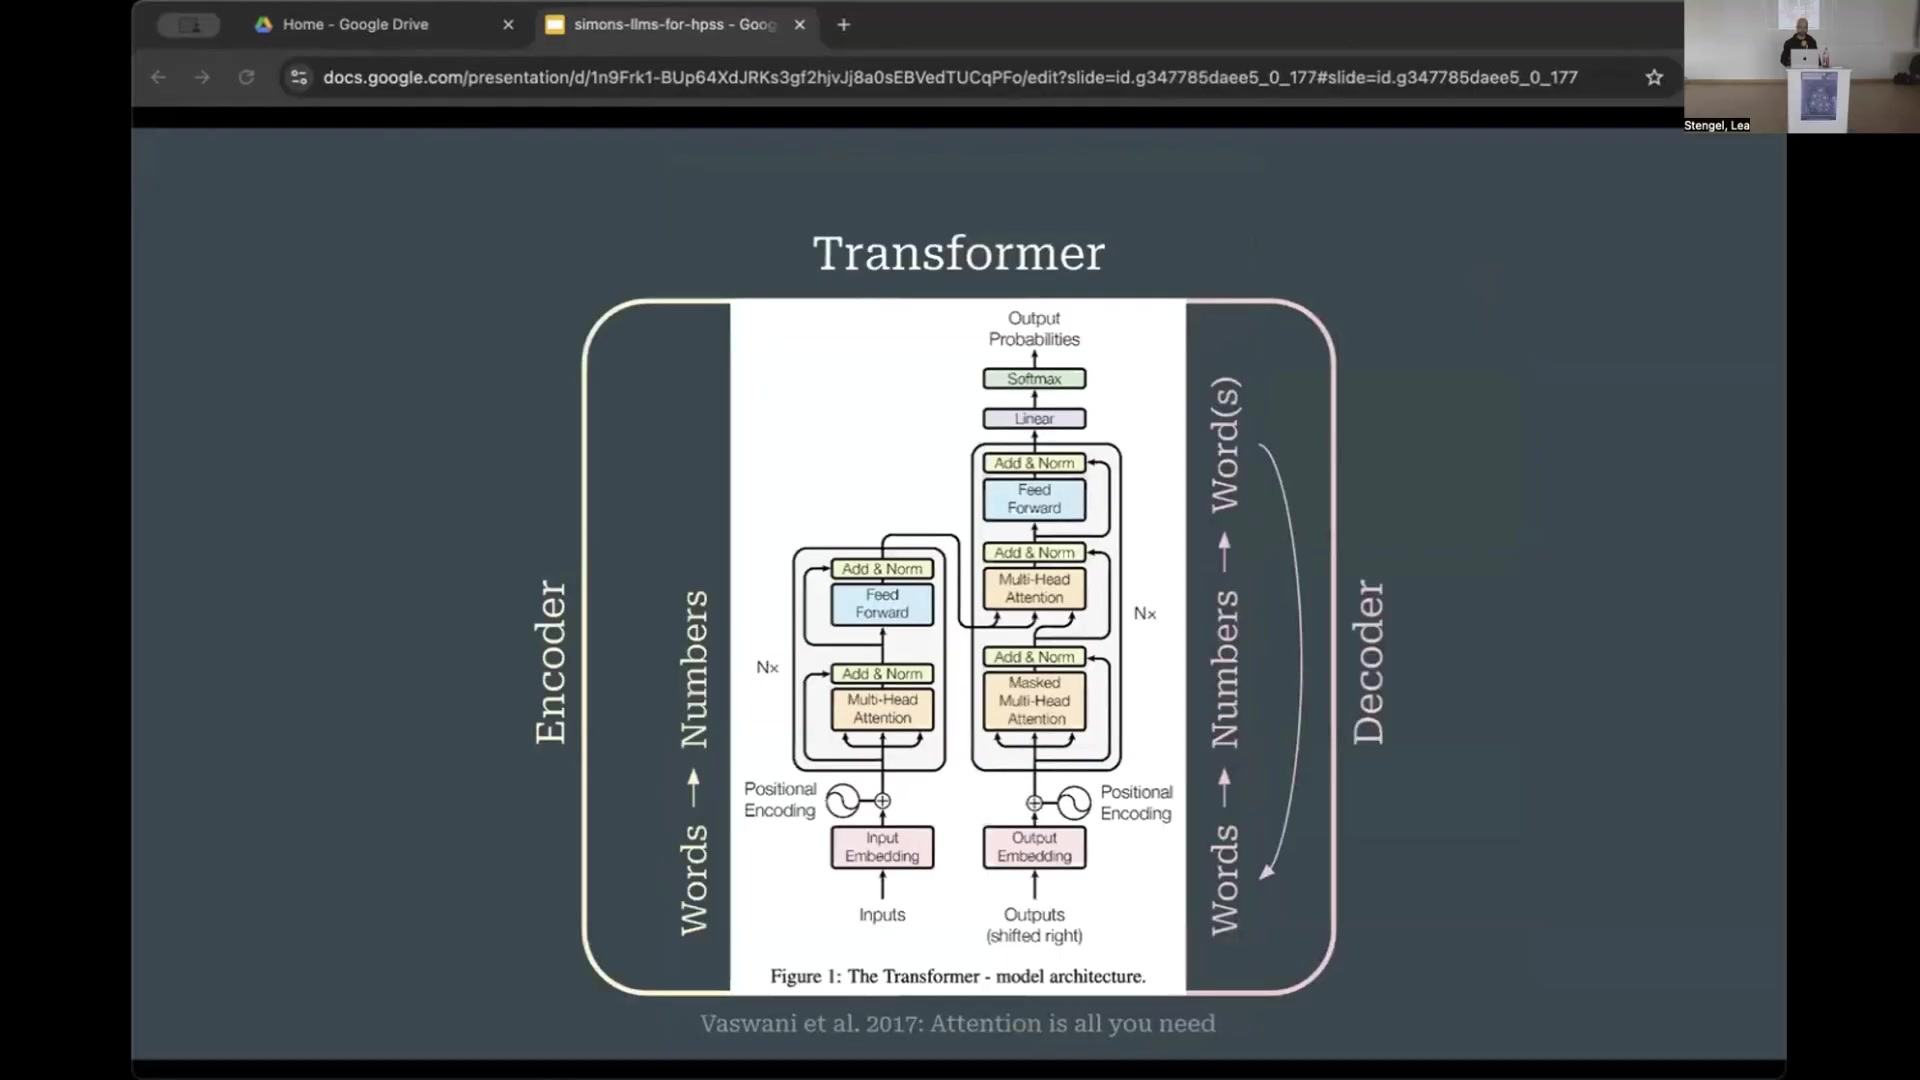 Home - Google Drive
simons-llms-for-hpss - Goog
docs.google.com/presentation/d/1n9Frk1-BUp64XdJRKs3gf2hjvJj8a0sEBVedTUCqPFo/edit?slide=id.g347785daee5_0_177#slide=id.g347785daee5_0_177
Stengel, Lea
Transformer
Encoder
Words → Numbers
Output
Probabilities
Softmax
Linear
Add & Norm
Feed
Forward
Add & Norm
Multi-Head
Attention
Nx
Add & Norm
Masked
Multi-Head
Attention
Positional
Encoding
Output
Embedding
Outputs
(shifted right)
Add & Norm
Feed
Forward
Nx
Add & Norm
Multi-Head
Attention
Positional
Encoding
Input
Embedding
Inputs
Words → Numbers → Word(s)
Decoder
Figure 1: The Transformer - model architecture.
Vaswani et al. 2017: Attention is all you need